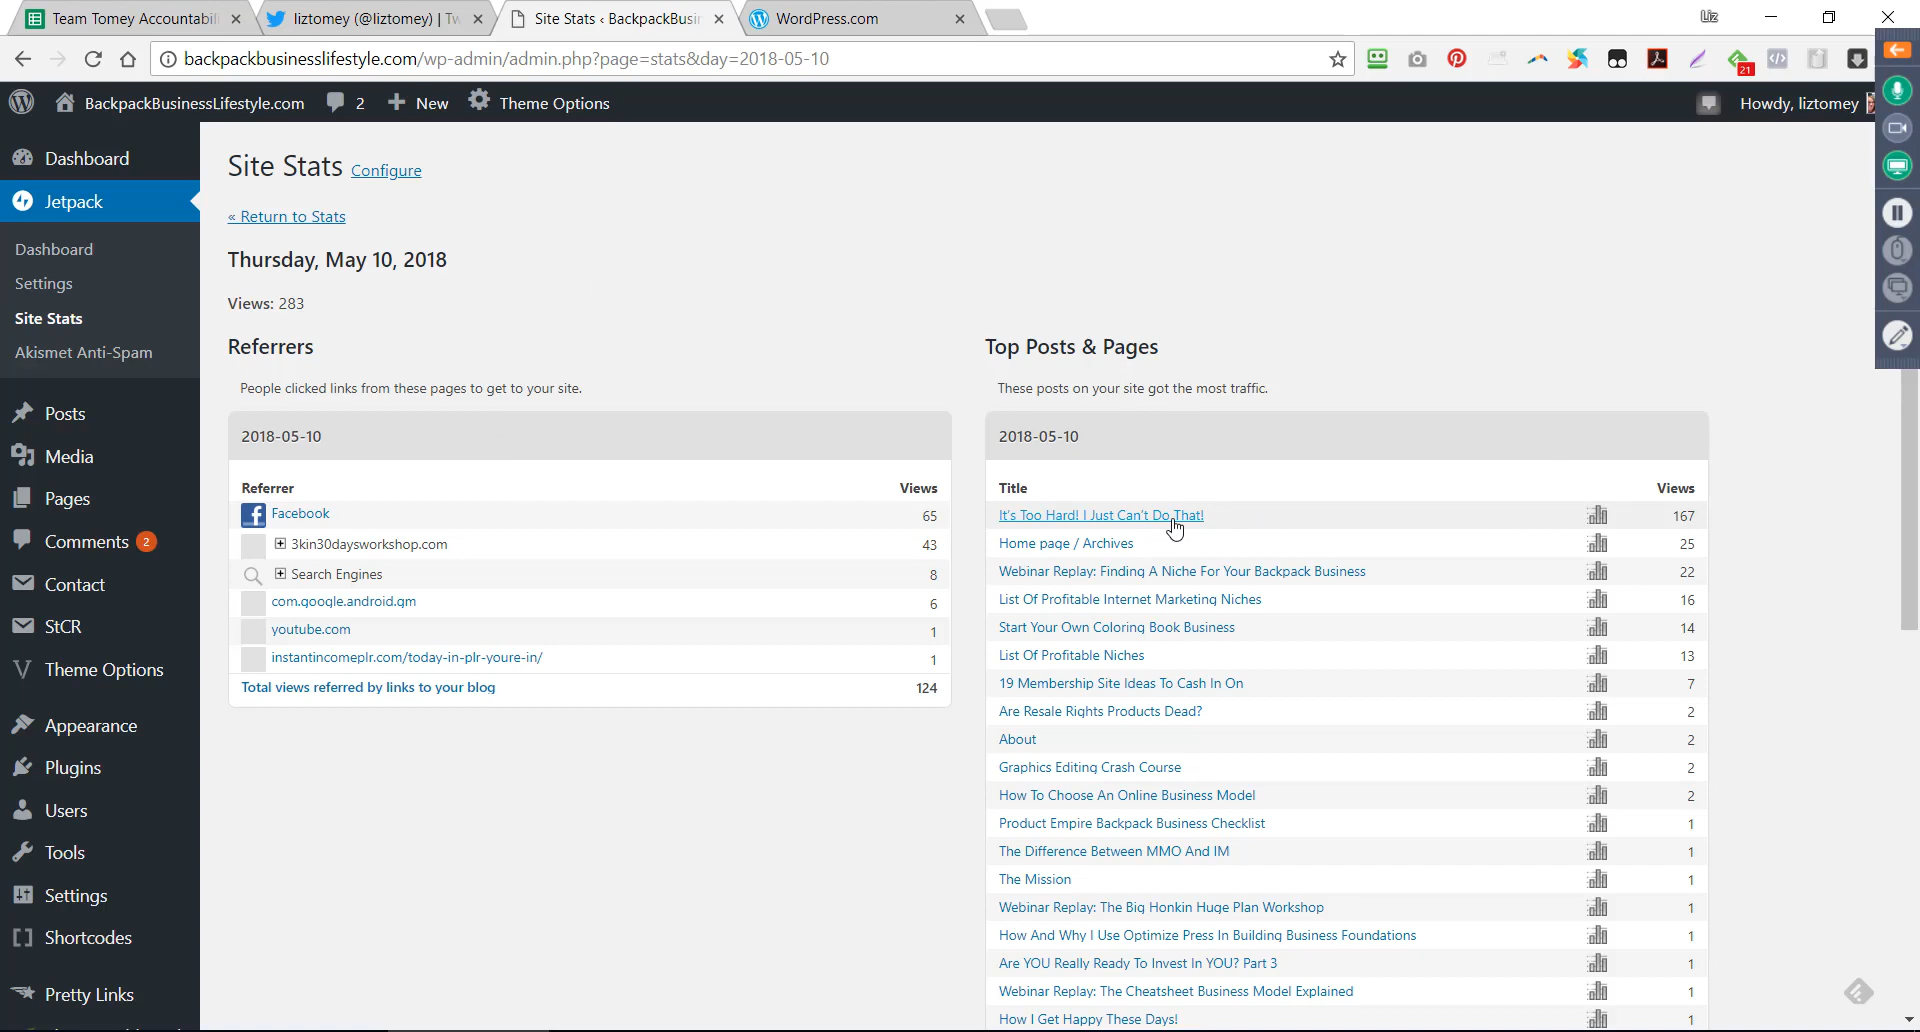 Team Tomey Accountabil
liztomey (@liztomey) | Tw
Site Stats ‹ BackpackBusin
WordPress.com
Liz
backpackbusinesslifestyle.com/wp-admin/admin.php?page=stats&day=2018-05-10
21
BackpackBusinessLifestyle.com
2
New
Theme Options
Howdy, liztomey
Dashboard
Jetpack
Dashboard
Settings
Site Stats
Akismet Anti-Spam
Posts
Media
Pages
Comments 2
Contact
StCR
Theme Options
Appearance
Plugins
Users
Tools
Settings
Shortcodes
Pretty Links
Site Stats Configure
« Return to Stats
Thursday, May 10, 2018
Views: 283
Referrers
People clicked links from these pages to get to your site.
2018-05-10
Referrer Views
Facebook 65
3kin30daysworkshop.com 43
Search Engines 8
com.google.android.gm 6
youtube.com 1
instantincomeplr.com/today-in-plr-youre-in/ 1
Total views referred by links to your blog 124
Top Posts & Pages
These posts on your site got the most traffic.
2018-05-10
Title Views
It's Too Hard! I Just Can't Do That! 167
Home page / Archives 25
Webinar Replay: Finding A Niche For Your Backpack Business 22
List Of Profitable Internet Marketing Niches 16
Start Your Own Coloring Book Business 14
List Of Profitable Niches 13
19 Membership Site Ideas To Cash In On 7
Are Resale Rights Products Dead? 2
About 2
Graphics Editing Crash Course 2
How To Choose An Online Business Model 2
Product Empire Backpack Business Checklist 1
The Difference Between MMO And IM 1
The Mission 1
Webinar Replay: The Big Honkin Huge Plan Workshop 1
How And Why I Use Optimize Press In Building Business Foundations 1
Are YOU Really Ready To Invest In YOU? Part 3 1
Webinar Replay: The Cheatsheet Business Model Explained 1
How I Get Happy These Days! 1